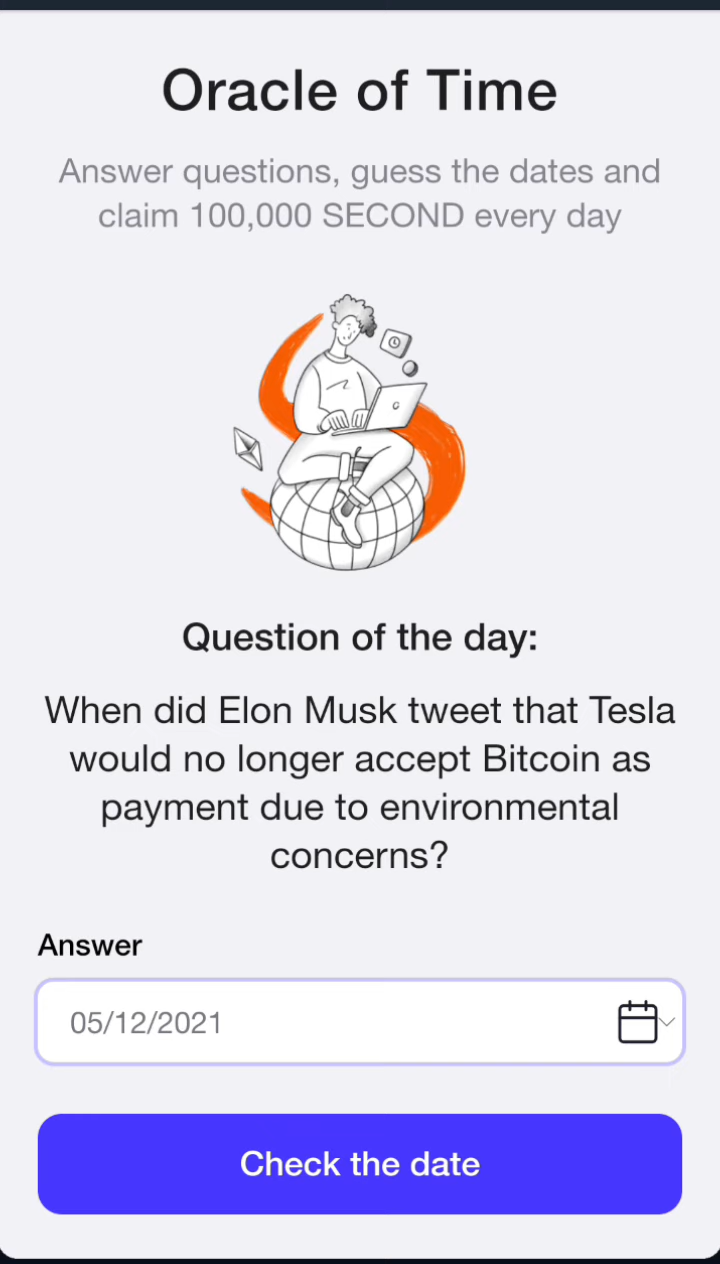 Oracle of Time
Answer questions, guess the dates and
claim 100,000 SECOND every day
Question of the day:
When did Elon Musk tweet that Tesla
would no longer accept Bitcoin as
payment due to environmental
concerns?
Answer
05/12/2021
Check the date